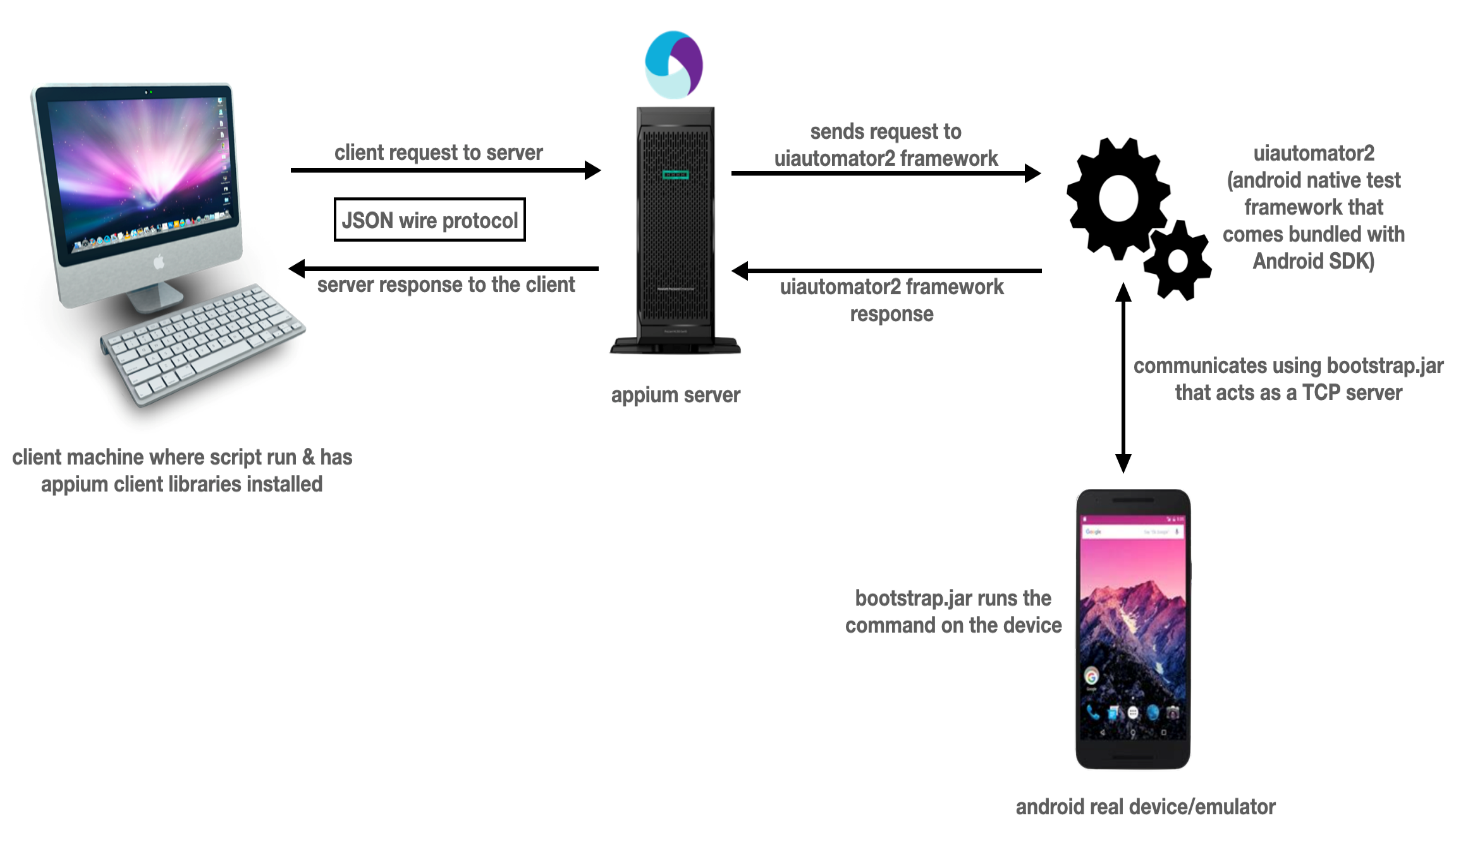 client request to server
JSON wire protocol
server response to the client
client machine where script run & has
appium client libraries installed
appium server
sends request to
uiautomator2 framework
uiautomator2 framework
response
uiautomator2
(android native test
framework that
comes bundled with
Android SDK)
communicates using bootstrap.jar
that acts as a TCP server
Google
Google
bootstrap.jar runs the
command on the device
android real device/emulator